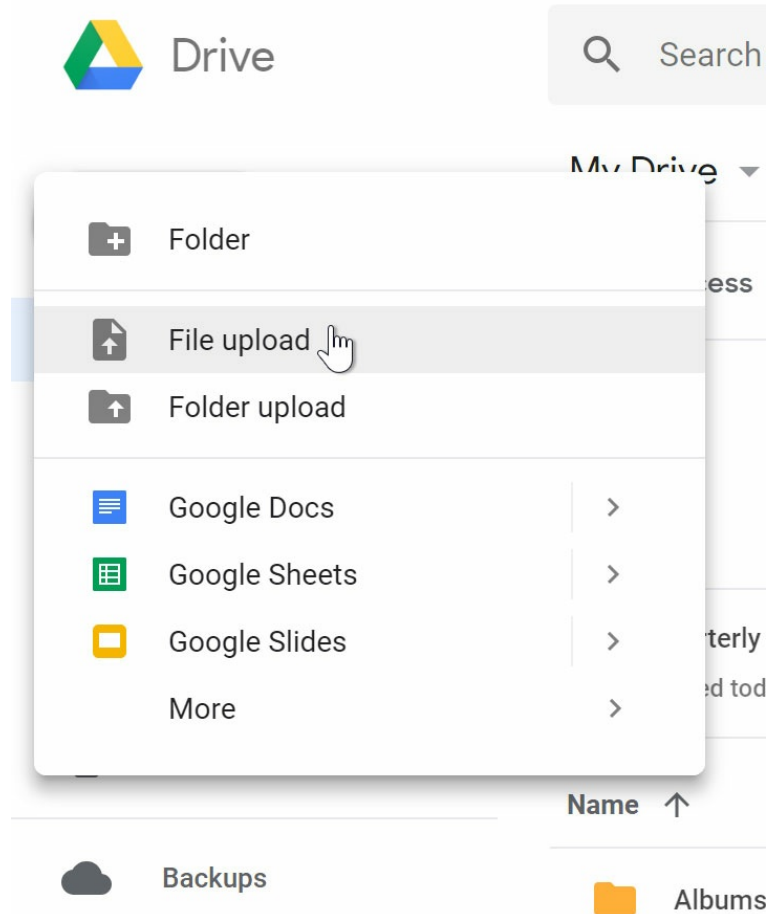 Drive
Search
My Drive
Folder
File upload
Folder upload
Google Docs
Google Sheets
Google Slides
More
Name
Backups
Albums